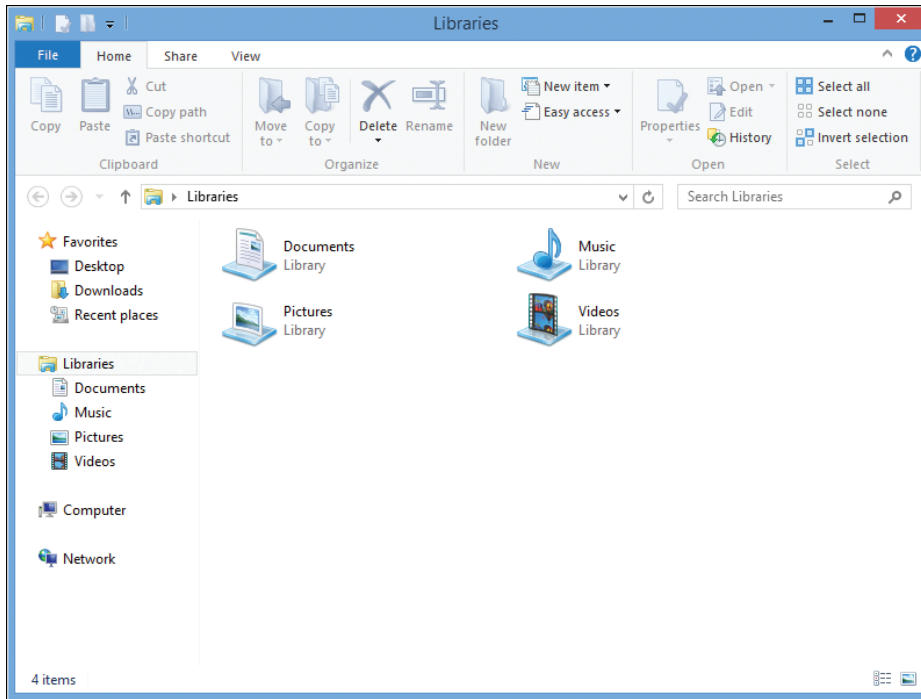 Libraries
File Home Share View
Copy
Paste
Cut
Copy path
Paste shortcut
Clipboard
Move to
Copy to
Delete
Rename
Organize
New folder
New item
Easy access
New
Properties
Open
Edit
History
Open
Select all
Select none
Invert selection
Select
Libraries
Search Libraries
Favorites
Desktop
Downloads
Recent places
Libraries
Documents
Music
Pictures
Videos
Computer
Network
Documents
Library
Music
Library
Pictures
Library
Videos
Library
4 items